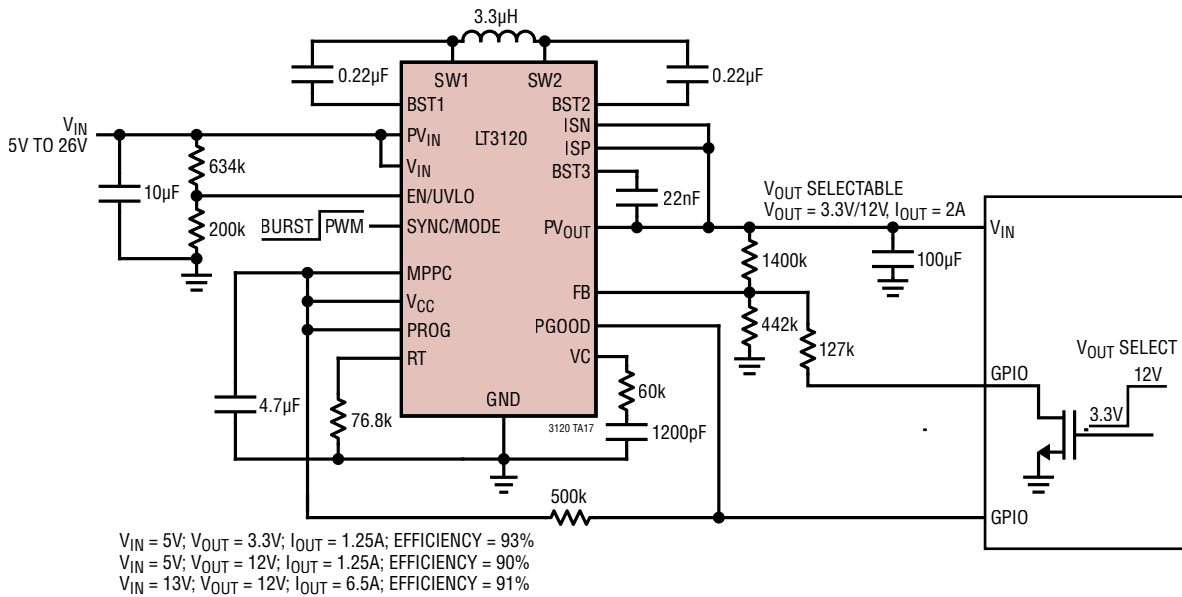 3.3µH
0.22µF
0.22µF
SW1
SW2
BST1
BST2
VIN
5V TO 26V
PVIN
LT3120
ISN
ISP
VIN
BST3
634k
10µF
EN/UVLO
22nF
VOUT SELECTABLE
VOUT = 3.3V/12V, IOUT = 2A
200k
BURST
PWM
SYNC/MODE
PVOUT
VIN
1400k
100µF
MPPC
FB
VCC
PROG
PGOOD
442k
127k
RT
VC
VOUT SELECT
GPIO
12V
60k
4.7µF
76.8k
GND
3.3V
3120 TA17
1200pF
500k
GPIO
VIN = 5V; VOUT = 3.3V; IOUT = 1.25A; EFFICIENCY = 93%
VIN = 5V; VOUT = 12V; IOUT = 1.25A; EFFICIENCY = 90%
VIN = 13V; VOUT = 12V; IOUT = 6.5A; EFFICIENCY = 91%